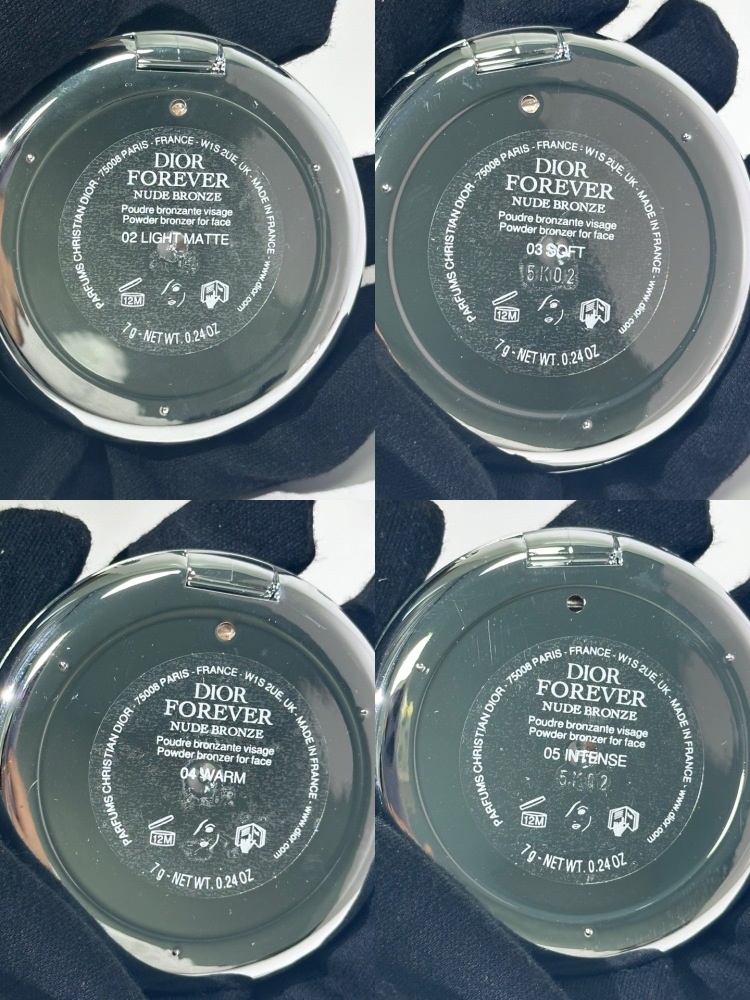 PARFUMS CHRISTIAN DIOR - 75008 PARIS - FRANCE - W1S 2UE, UK - MADE IN FRANCE - www.dior.com
DIOR
FOREVER
NUDE BRONZE
Poudre bronzante visage
Powder bronzer for face
02 LIGHT MATTE
12M
7 g - NET WT. 0.24 OZ
PARFUMS CHRISTIAN DIOR - 75008 PARIS - FRANCE - W1S 2UE, UK - MADE IN FRANCE - www.dior.com
DIOR
FOREVER
NUDE BRONZE
Poudre bronzante visage
Powder bronzer for face
03 SOFT
5K02
12M
7 g - NET WT. 0.24 OZ
PARFUMS CHRISTIAN DIOR - 75008 PARIS - FRANCE - W1S 2UE, UK - MADE IN FRANCE - www.dior.com
DIOR
FOREVER
NUDE BRONZE
Poudre bronzante visage
Powder bronzer for face
04 WARM
12M
7 g - NET WT. 0.24 OZ
PARFUMS CHRISTIAN DIOR - 75008 PARIS - FRANCE - W1S 2UE, UK - MADE IN FRANCE - www.dior.com
DIOR
FOREVER
NUDE BRONZE
Poudre bronzante visage
Powder bronzer for face
05 INTENSE
12M
7 g - NET WT. 0.24 OZ